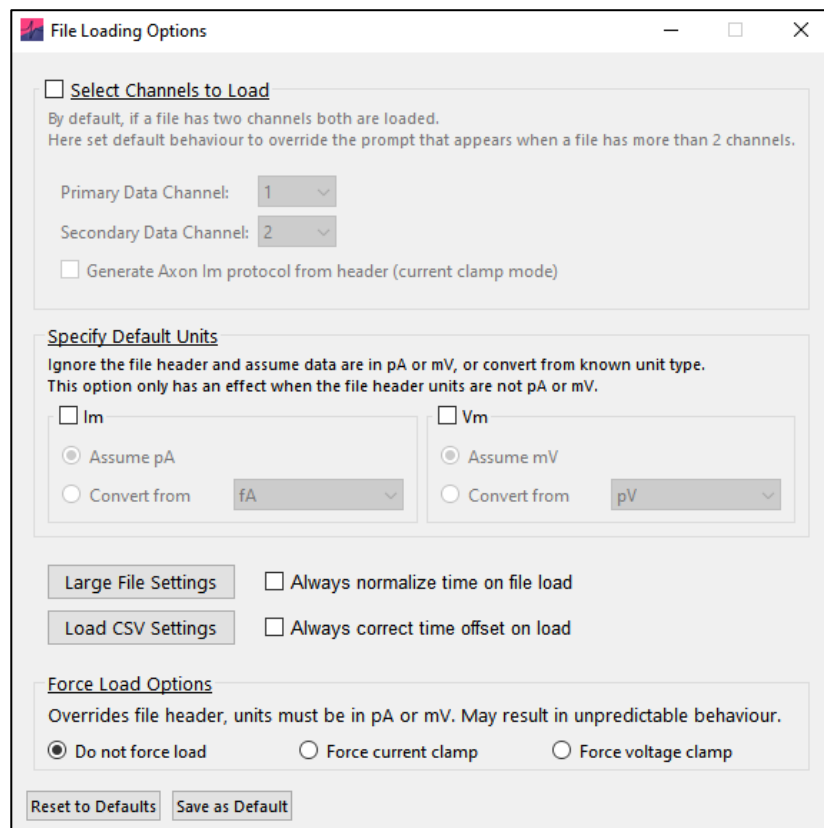 File Loading Options
Select Channels to Load
By default, if a file has two channels both are loaded.
Here set default behaviour to override the prompt that appears when a file has more than 2 channels.
Primary Data Channel: 1
Secondary Data Channel: 2
Generate Axon Im protocol from header (current clamp mode)
Specify Default Units
Ignore the file header and assume data are in pA or mV, or convert from known unit type.
This option only has an effect when the file header units are not pA or mV.
Im Vm
Assume pA Assume mV
Convert from fA Convert from pV
Large File Settings Always normalize time on file load
Load CSV Settings Always correct time offset on load
Force Load Options
Overrides file header, units must be in pA or mV. May result in unpredictable behaviour.
Do not force load Force current clamp Force voltage clamp
Reset to Defaults Save as Default